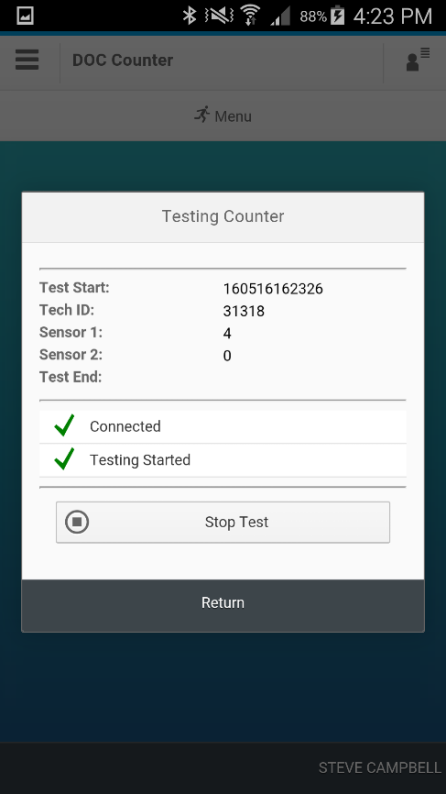 88% 4:23 PM
DOC Counter
Menu
Testing Counter
Test Start: 160516162326
Tech ID: 31318
Sensor 1: 4
Sensor 2: 0
Test End:
Connected
Testing Started
Stop Test
Return
STEVE CAMPBELL